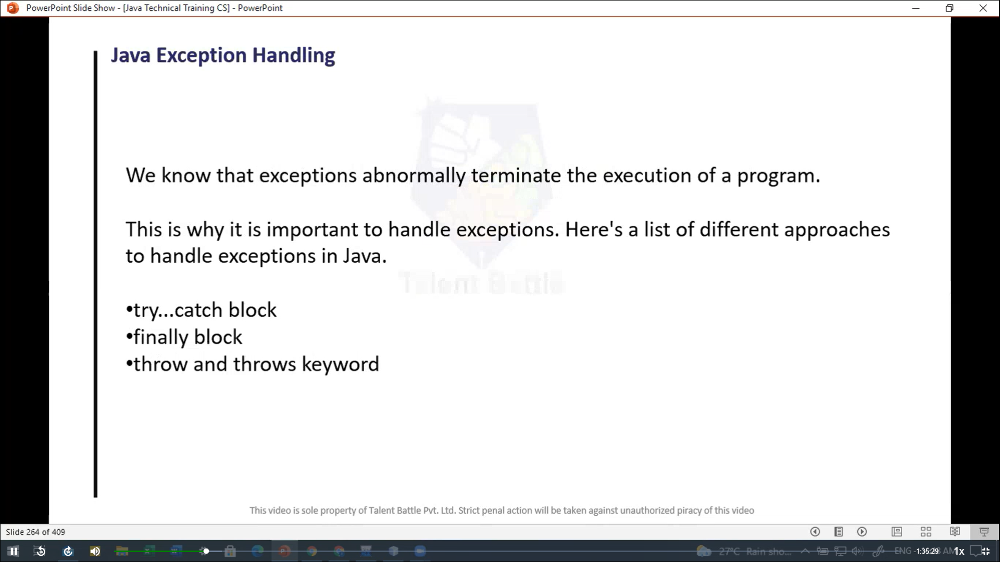 PowerPoint Slide Show - [Java Technical Training CS] - PowerPoint
Java Exception Handling
We know that exceptions abnormally terminate the execution of a program.
This is why it is important to handle exceptions. Here's a list of different approaches
to handle exceptions in Java.
•try...catch block
•finally block
•throw and throws keyword
Talent Battle
This video is sole property of Talent Battle Pvt. Ltd. Strict penal action will be taken against unauthorized piracy of this video
Slide 264 of 409
27°C Rain sho... ENG -1:35:29 AM 1x